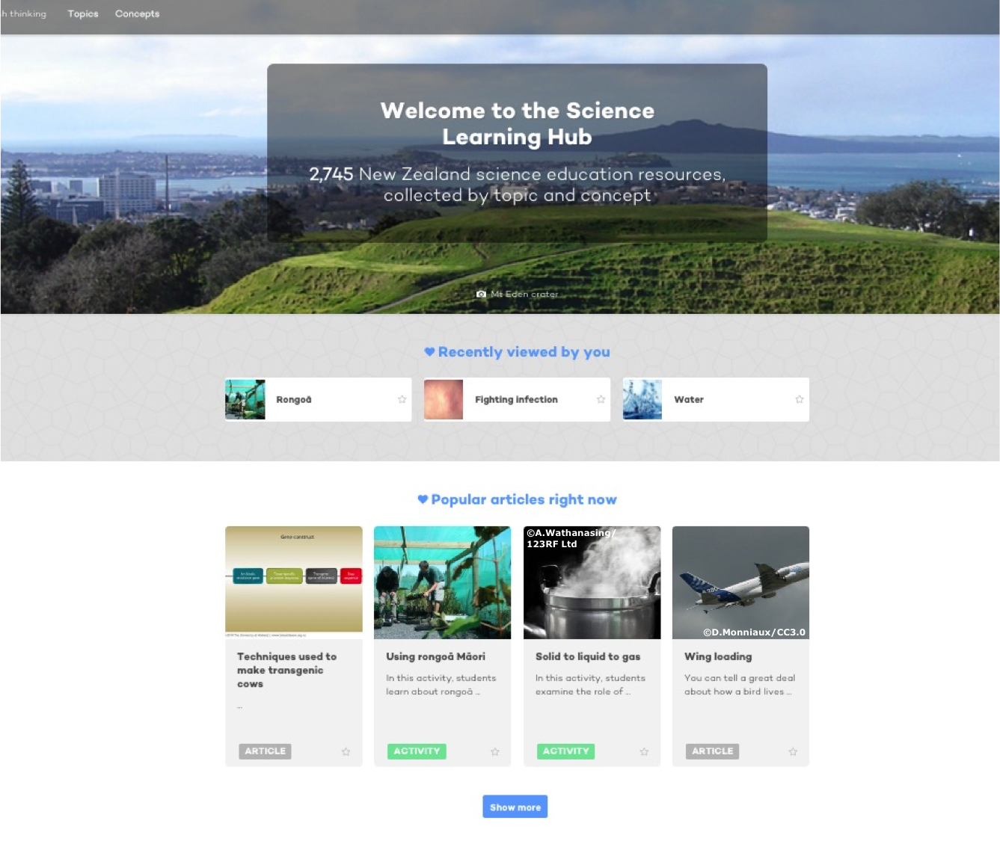 h thinking Topics Concepts
Welcome to the Science
Learning Hub
2,745 New Zealand science education resources,
collected by topic and concept
Mt Eden crater
Recently viewed by you
Rongoā
Fighting infection
Water
Popular articles right now
Gene construct
©A.Wathanasing/
123RF Ltd
©D.Monniaux/CC3.0
Techniques used to
make transgenic
cows
...
ARTICLE
Using rongoā Māori
In this activity, students
learn about rongoā ...
ACTIVITY
Solid to liquid to gas
In this activity, students
examine the role of ...
ACTIVITY
Wing loading
You can tell a great deal
about how a bird lives ...
ARTICLE
Show more